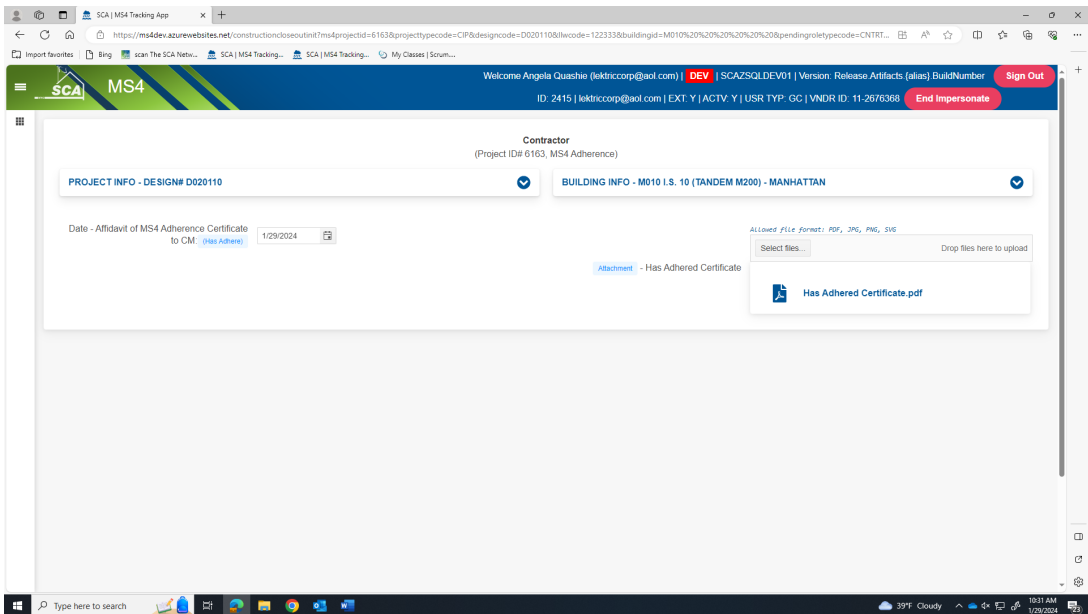 SCA | MS4 Tracking App
https://ms4dev.azurewebsites.net/constructioncloseoutinit?ms4projectid=6163&projecttypecode=CIP&designcode=D020110&llwcode=122333&buildingid=M010%20%20%20%20%20%20&pendingroletypecode=CNTRT...
Import favorites Bing scan The SCA Netw... SCA | MS4 Tracking... SCA | MS4 Tracking... My Classes | Scrum...
SCA MS4
Welcome Angela Quashie (lektriccorp@aol.com) | DEV | SCAZSQLDEV01 | Version: Release.Artifacts.{alias}.BuildNumber Sign Out
ID: 2415 | lektriccorp@aol.com | EXT: Y | ACTV: Y | USR TYP: GC | VNDR ID: 11-2676368 End Impersonate
Contractor
(Project ID# 6163, MS4 Adherence)
PROJECT INFO - DESIGN# D020110
BUILDING INFO - M010 I.S. 10 (TANDEM M200) - MANHATTAN
Date - Affidavit of MS4 Adherence Certificate
to CM: (Has Adhere)
1/29/2024
Allowed file format: PDF, JPG, PNG, SVG
Select files...
Drop files here to upload
Attachment - Has Adhered Certificate
Has Adhered Certificate.pdf
Type here to search
39°F Cloudy
10:31 AM
1/29/2024